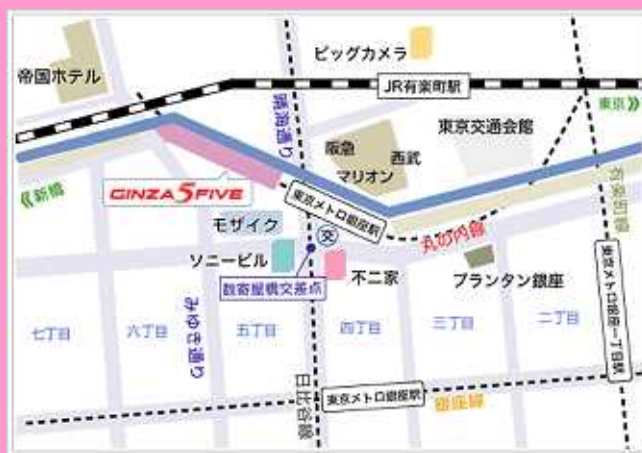 ビッグカメラ
帝国ホテル
JR有楽町駅
東京》
晴海通り
阪急
西武
マリオン
東京交通会館
《新橋
GINZA5FIVE
東京メトロ銀座駅
有楽町線
モザイク
交
丸の内線
ソニービル
不二家
プランタン銀座
数寄屋橋交差点
東京メトロ銀座一丁目駅
みゆき通り
七丁目
六丁目
五丁目
四丁目
三丁目
二丁目
日比谷線
東京メトロ銀座駅
銀座線